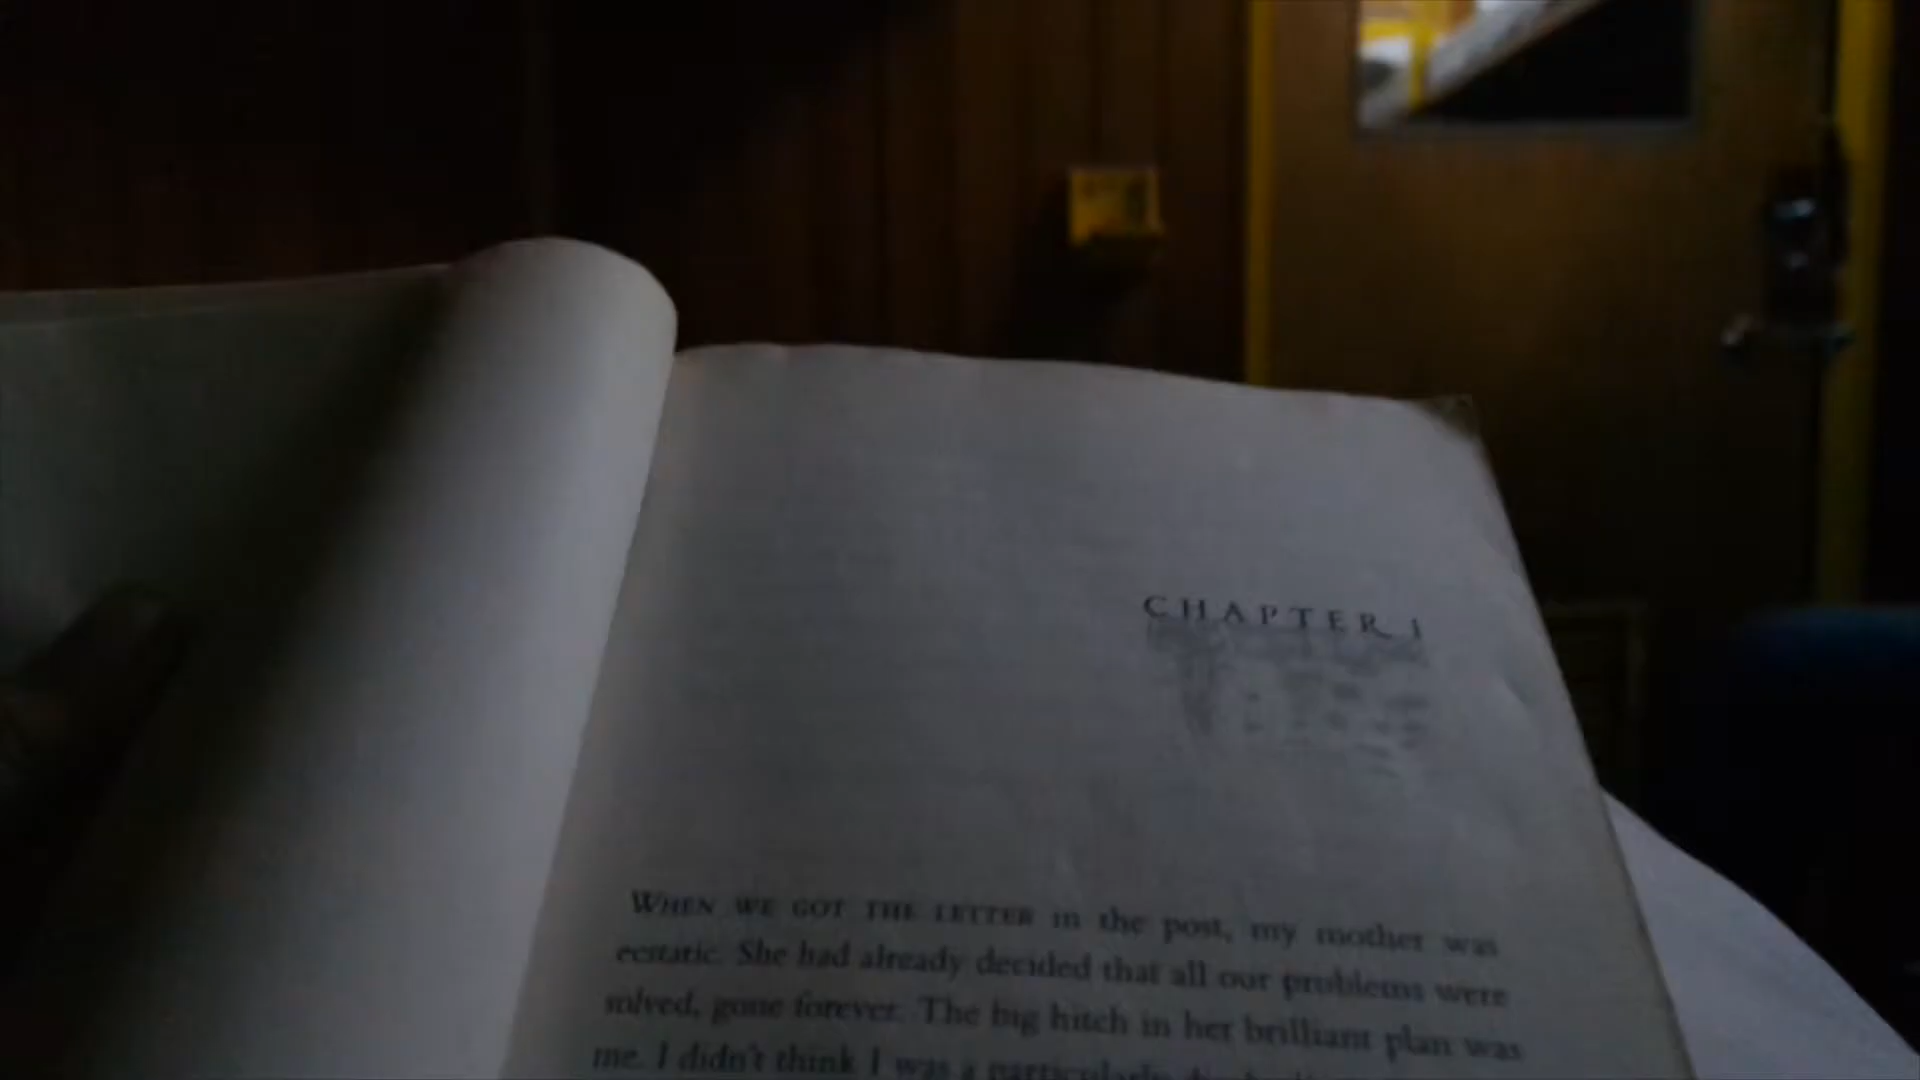 CHAPTER 1
WHEN WE GOT THE LETTER in the post, my mother was
ecstatic. She had already decided that all our problems were
solved, gone forever. The big hitch in her brilliant plan was
me. I didn't think I was a particularly